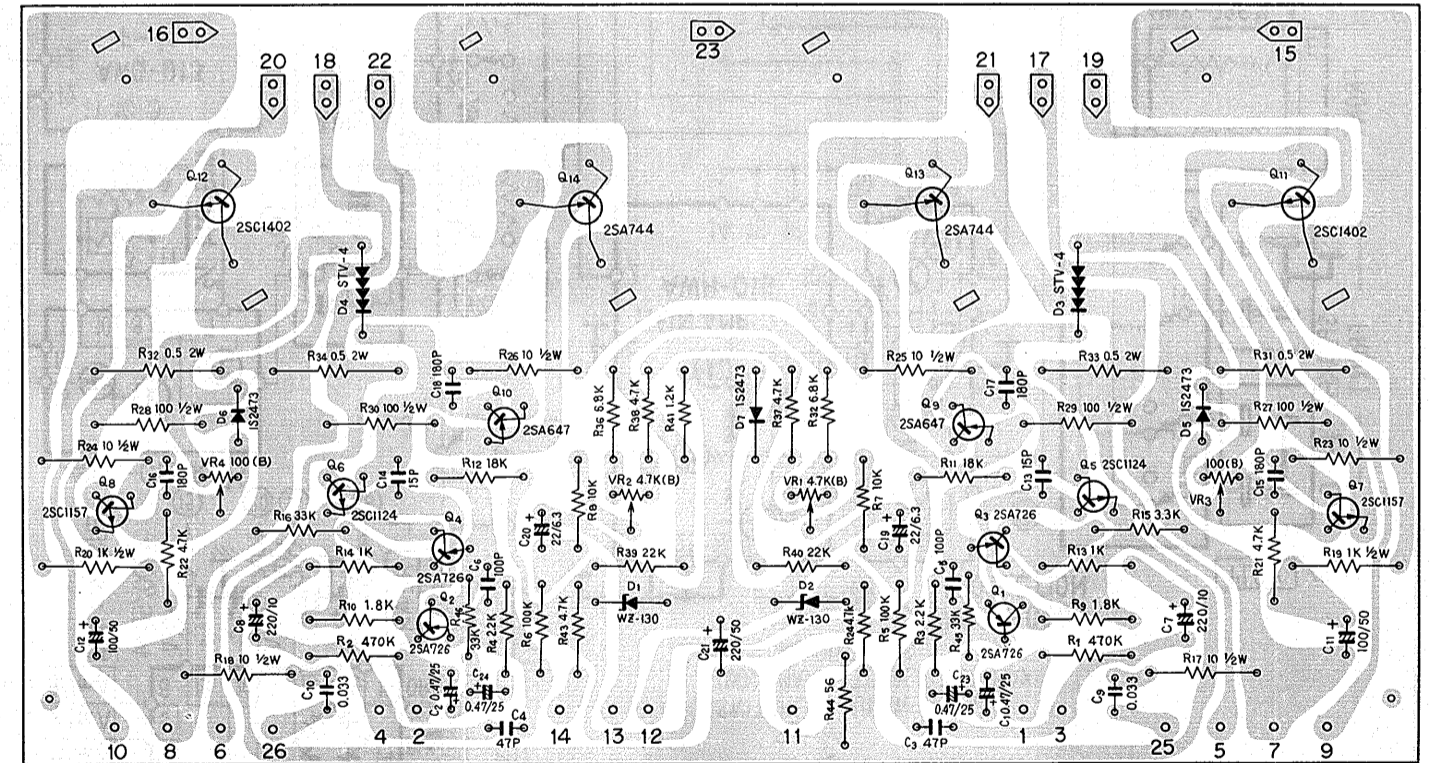 16
23
15
20
18
22
21
17
19
Q12
2SC1402
Q14
2SA744
Q13
2SA744
Q11
2SC1402
D4 STV-4
D3 STV-4
R32 0.5 2W
R34 0.5 2W
C18 180P
R26 10 ½W
R25 10 ½W
C17
180P
R33 0.5 2W
R31 0.5 2W
R28 100 ½W
D6
1S2473
R30 100 ½W
Q10
2SA647
R36 6.8K
R38 4.7K
R41 1.2K
D7 1S2473
R37 4.7K
R32 6.8K
Q9
2SA647
R29 100 ½W
D5 1S2473
R27 100 ½W
R24 10 ½W
C16
180P
VR4 100 (B)
Q6
2SC1124
C14
15P
R12 18K
R8 10K
VR2 4.7K(B)
VR1 4.7K(B)
R7 10K
R11 18K
C13 15P
Q5 2SC1124
100(B)
VR3
C15 180P
R23 10 ½W
Q8
2SC1157
Q7
2SC1157
R16 33K
Q4
2SA726
C20
22/6.3
C19
22/6.3
Q3 2SA726
R15 3.3K
R20 1K ½W
R22 4.7K
R14 1K
100P
R39 22K
R40 22K
100P
R13 1K
R21 4.7K
R19 1K ½W
C12
100/50
C8
220/10
R10 1.8K
Q2
2SA726
R46
33K
R4 2.2K
R6 100K
R43 4.7K
D1
WZ-130
D2
WZ-130
R24 4.7K
R5 100K
R3 2.2K
R45 33K
Q1
2SA726
R9 1.8K
C7
220/10
C11
100/50
R2 470K
C21
220/50
R1 470K
R18 10 ½W
C10
0.033
C2 0.47/25
C24
0.47/25
C4
47P
R44 56
C23
0.47/25
C3 47P
C1 0.47/25
C9
0.033
R17 10 ½W
10
8
6
26
4
2
14
13
12
11
1
3
25
5
7
9